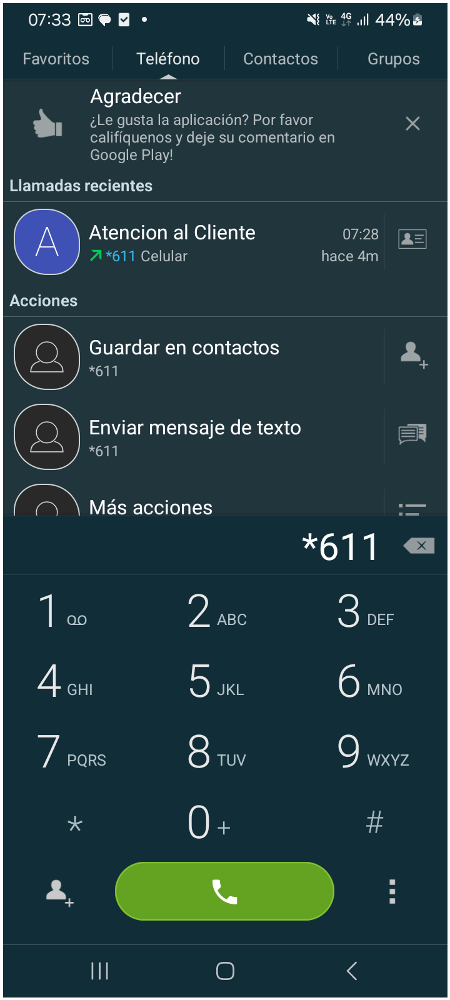 07:33
Vo LTE 4G 44%
Favoritos Teléfono Contactos Grupos
Agradecer
¿Le gusta la aplicación? Por favor
califíquenos y deje su comentario en
Google Play!
Llamadas recientes
A Atencion al Cliente 07:28
*611 Celular hace 4m
Acciones
Guardar en contactos
*611
Enviar mensaje de texto
*611
Más acciones
*611
1 2 ABC 3 DEF
4 GHI 5 JKL 6 MNO
7 PQRS 8 TUV 9 WXYZ
* 0 + #